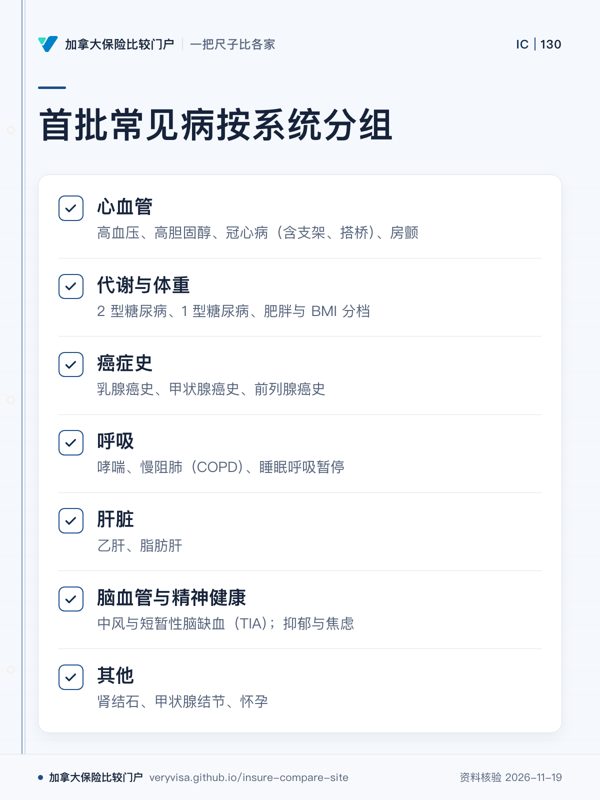 加拿大保险比较门户 | 一把尺子比各家
IC | 130
首批常见病按系统分组
心血管
高血压、高胆固醇、冠心病（含支架、搭桥）、房颤
代谢与体重
2 型糖尿病、1 型糖尿病、肥胖与 BMI 分档
癌症史
乳腺癌史、甲状腺癌史、前列腺癌史
呼吸
哮喘、慢阻肺（COPD）、睡眠呼吸暂停
肝脏
乙肝、脂肪肝
脑血管与精神健康
中风与短暂性脑缺血（TIA）；抑郁与焦虑
其他
肾结石、甲状腺结节、怀孕
加拿大保险比较门户 veryvisa.github.io/insure-compare-site
资料核验 2026-11-19